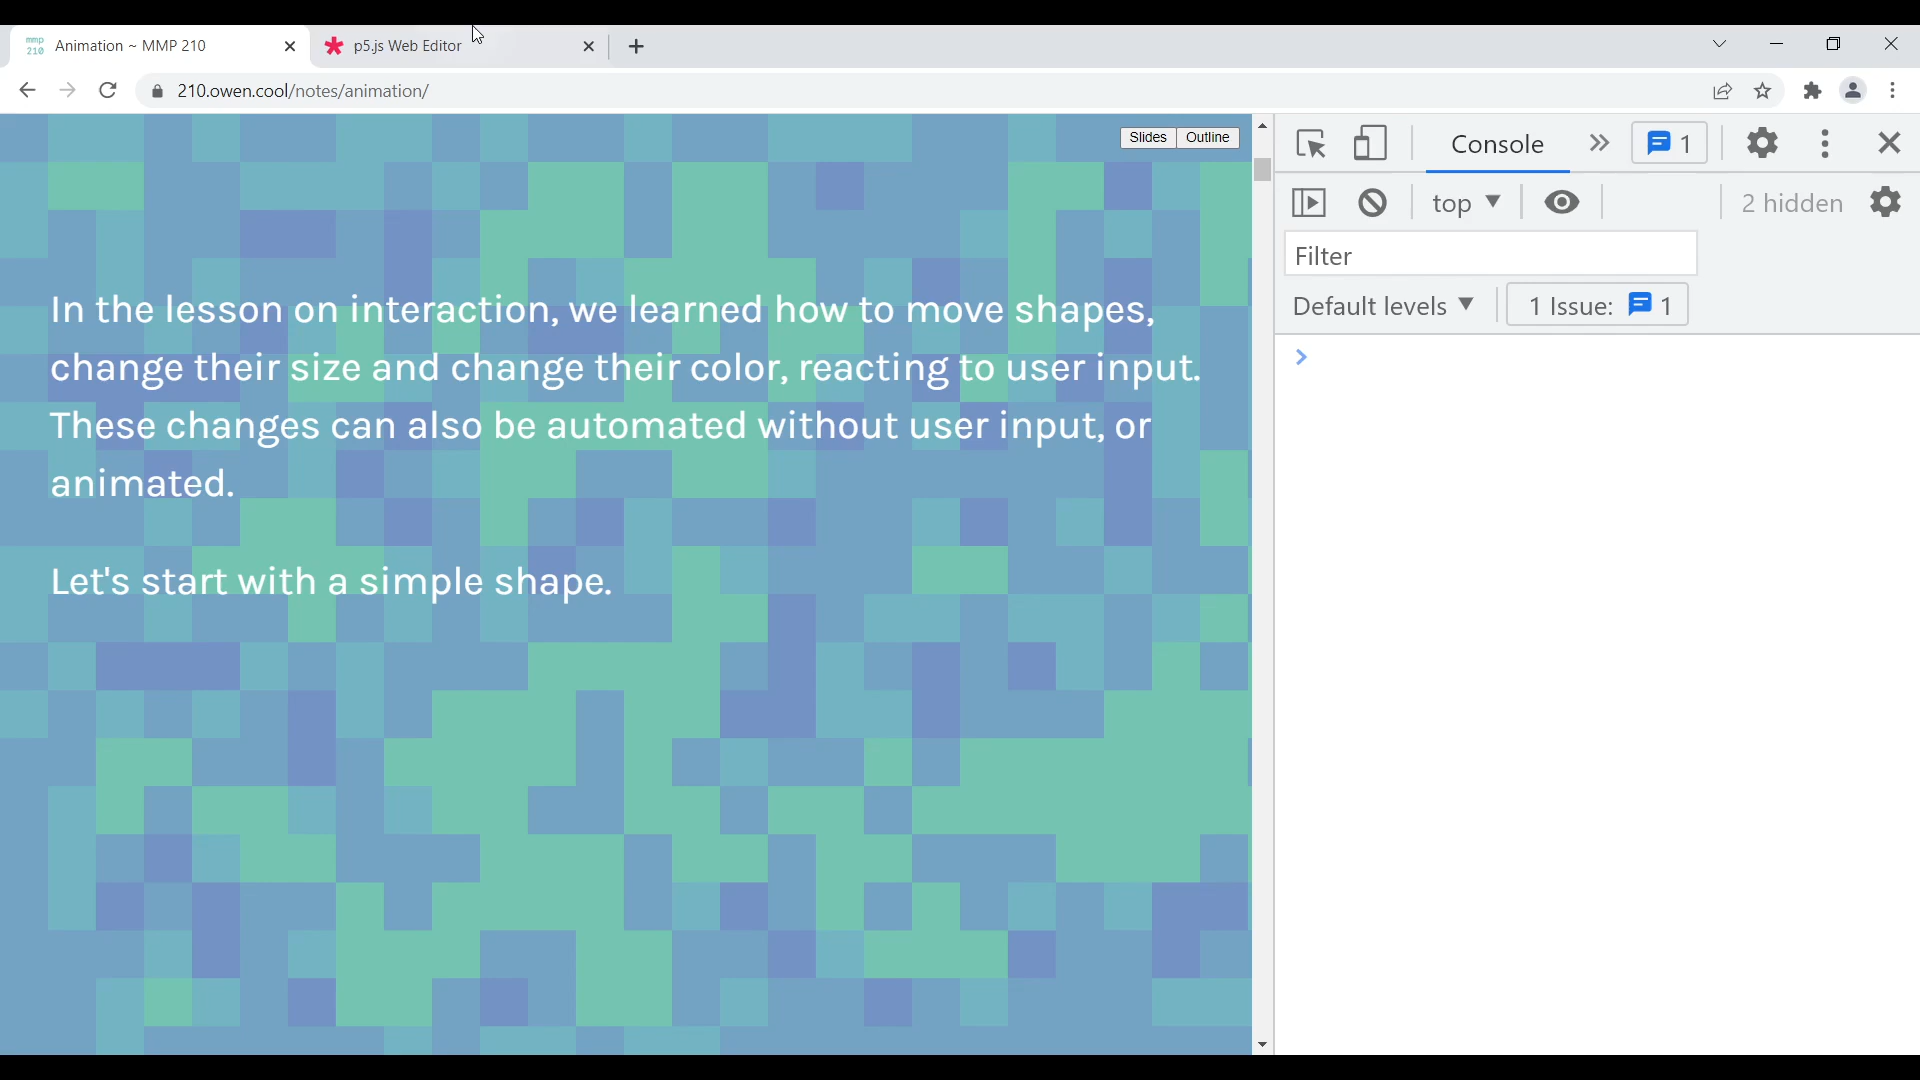 mmp
210
Animation ~ MMP 210
p5.js Web Editor
210.owen.cool/notes/animation/
Slides
Outline
In the lesson on interaction, we learned how to move shapes,
change their size and change their color, reacting to user input.
These changes can also be automated without user input, or
animated.
Let's start with a simple shape.
Console
1
top
2 hidden
Filter
Default levels
1 Issue:
1